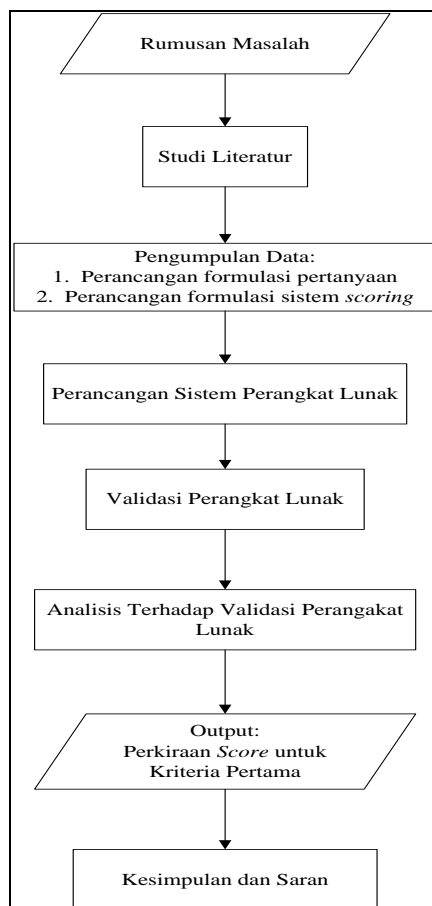 Rumusan Masalah
Studi Literatur
Pengumpulan Data:
1. Perancangan formulasi pertanyaan
2. Perancangan formulasi sistem scoring
Perancangan Sistem Perangkat Lunak
Validasi Perangkat Lunak
Analisis Terhadap Validasi Perangakat
Lunak
Output:
Perkiraan Score untuk
Kriteria Pertama
Kesimpulan dan Saran